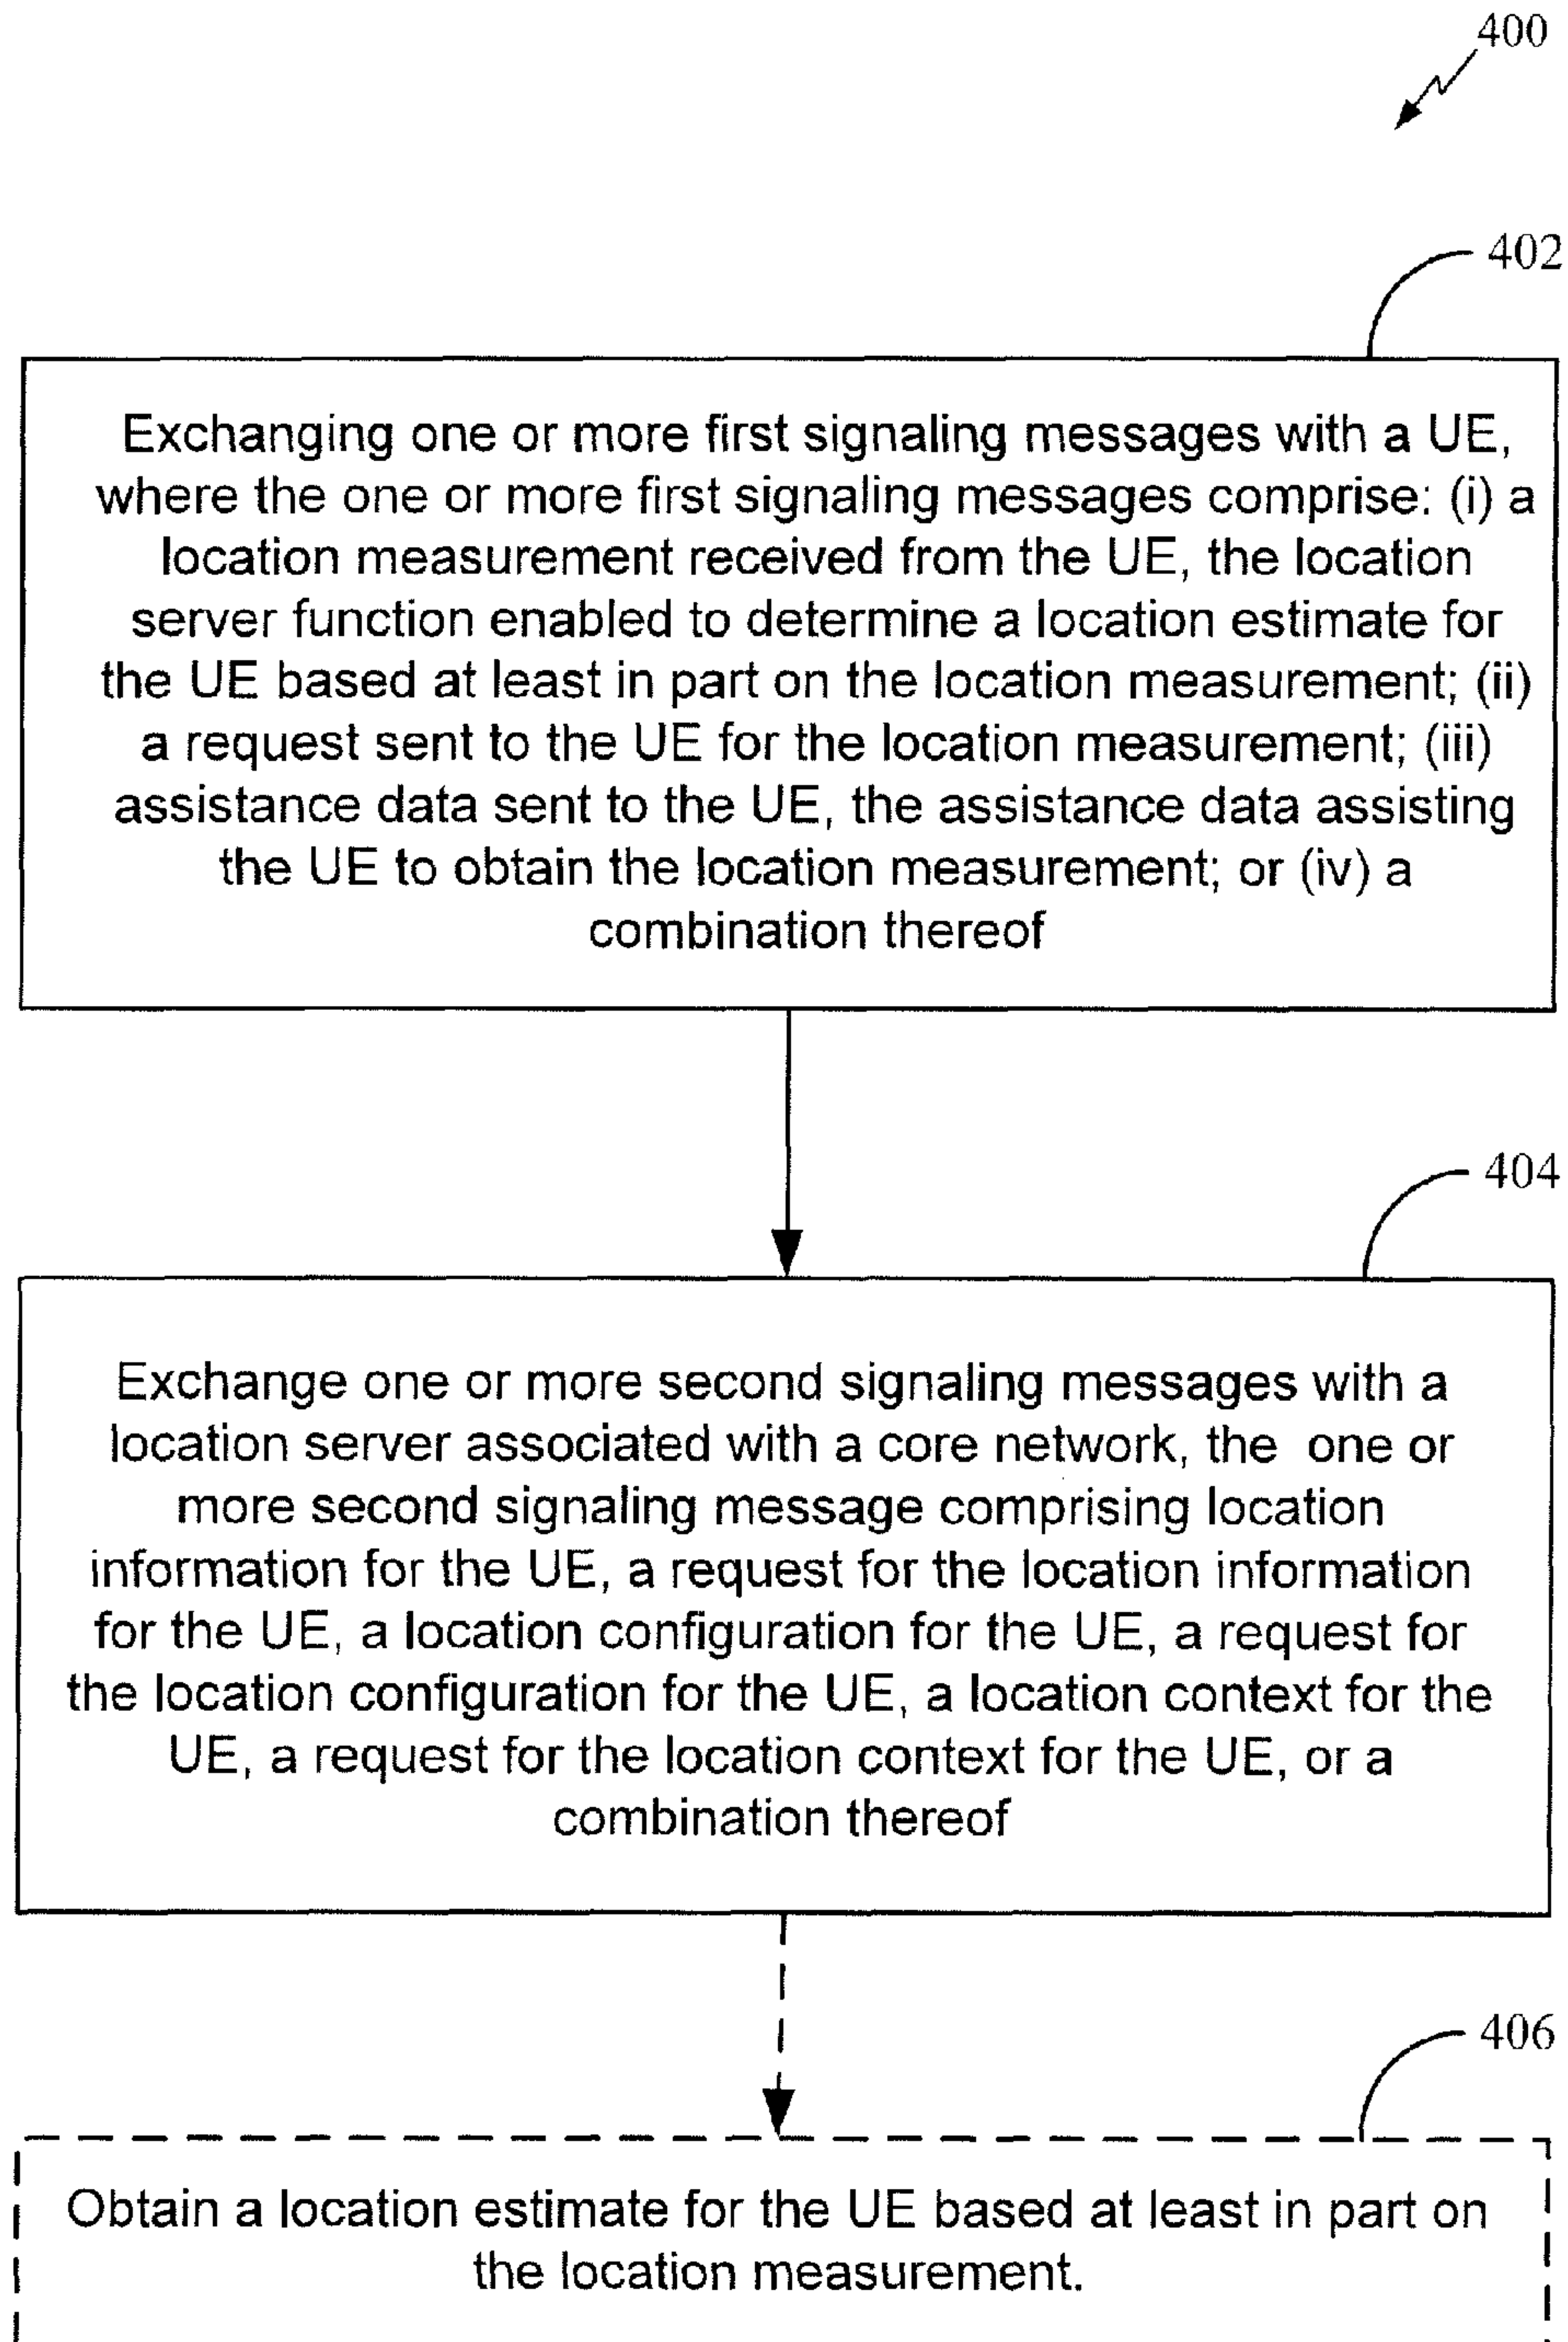 400
402
Exchanging one or more first signaling messages with a UE,
where the one or more first signaling messages comprise: (i) a
location measurement received from the UE, the location
server function enabled to determine a location estimate for
the UE based at least in part on the location measurement; (ii)
a request sent to the UE for the location measurement; (iii)
assistance data sent to the UE, the assistance data assisting
the UE to obtain the location measurement; or (iv) a
combination thereof
404
Exchange one or more second signaling messages with a
location server associated with a core network, the one or
more second signaling message comprising location
information for the UE, a request for the location information
for the UE, a location configuration for the UE, a request for
the location configuration for the UE, a location context for the
UE, a request for the location context for the UE, or a
combination thereof
406
Obtain a location estimate for the UE based at least in part on
the location measurement.